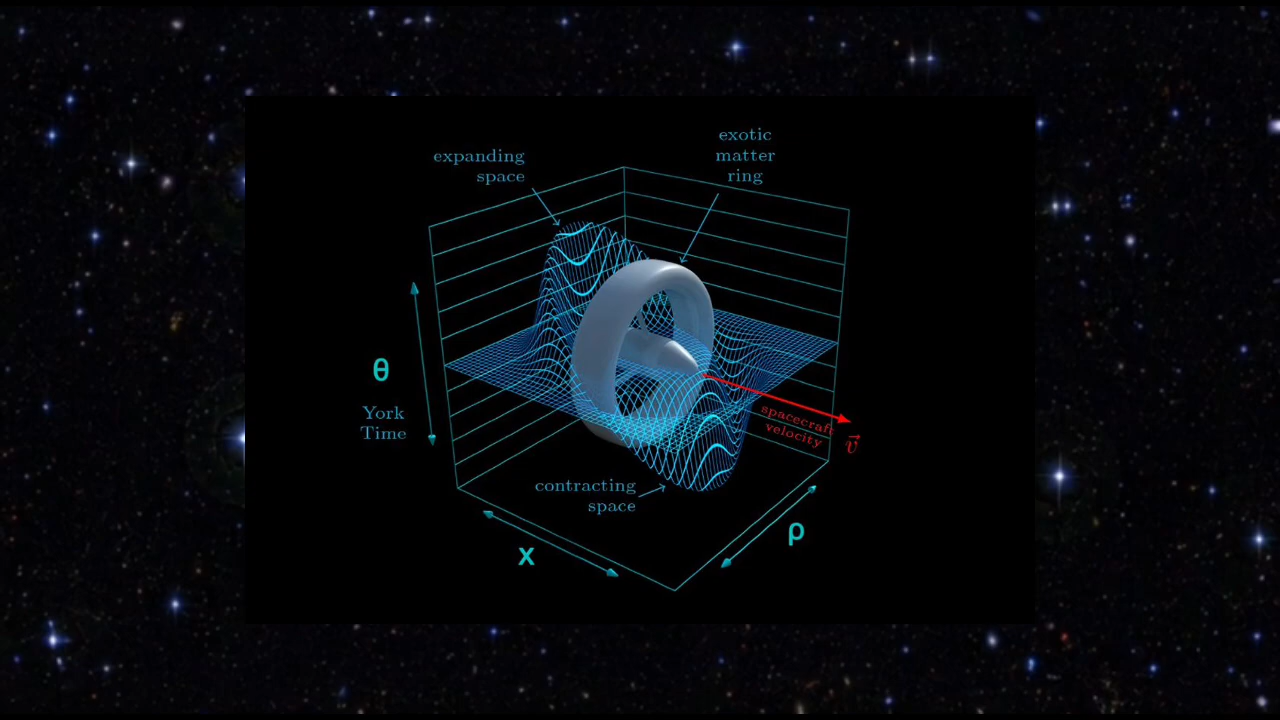 exotic
matter
ring
expanding
space
θ
York
Time
spacecraft
velocity
v⃗
contracting
space
x
ρ